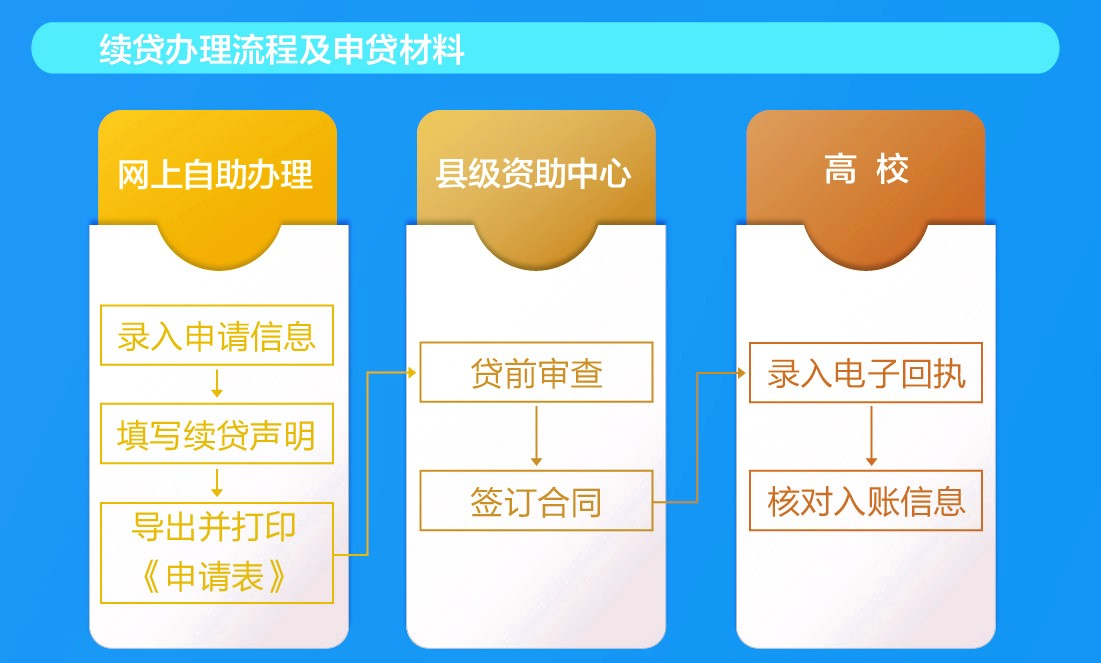 续贷办理流程及申贷材料
网上自助办理
录入申请信息
填写续贷声明
导出并打印
《申请表》
县级资助中心
贷前审查
签订合同
高 校
录入电子回执
核对入账信息